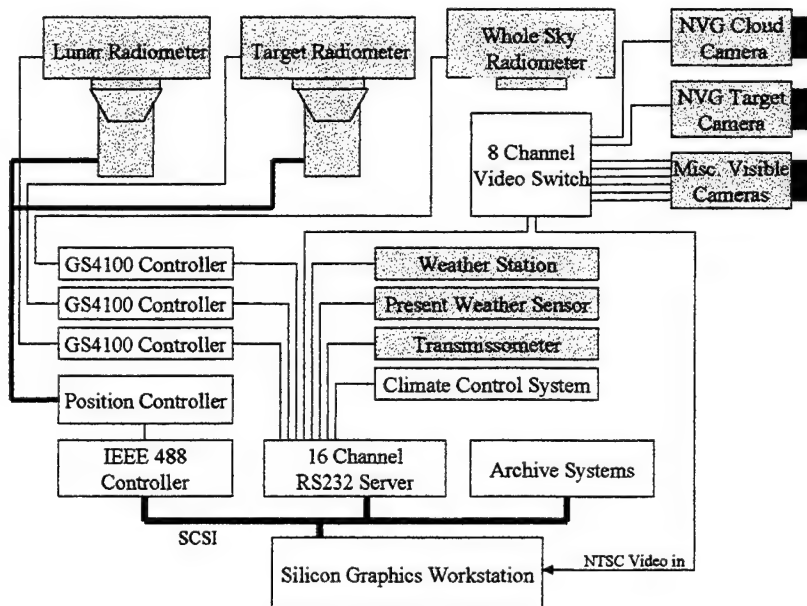 Lunar Radiometer
Target Radiometer
Whole Sky
Radiometer
NVG Cloud
Camera
NVG Target
Camera
8 Channel
Video Switch
Misc. Visible
Cameras
GS4100 Controller
Weather Station
GS4100 Controller
Present Weather Sensor
GS4100 Controller
Transmissometer
Position Controller
Climate Control System
IEEE 488
Controller
16 Channel
RS232 Server
Archive Systems
SCSI
Silicon Graphics Workstation
NTSC Video in